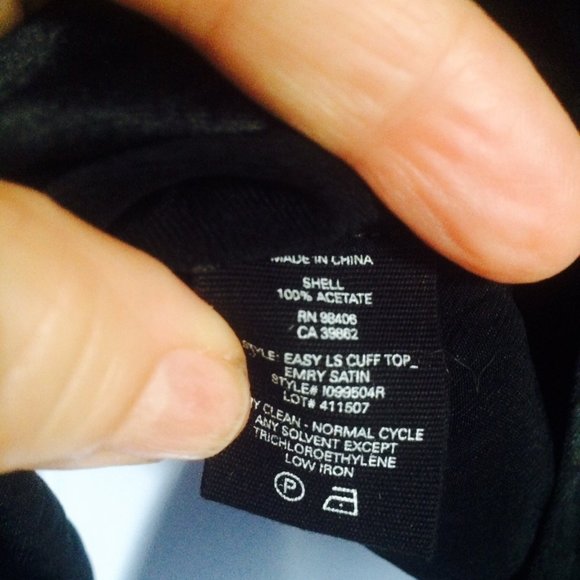 MADE IN CHINA
SHELL
100% ACETATE
RN 98406
CA 39862
STYLE: EASY LS CUFF TOP_
EMRY SATIN
STYLE# I099504R
LOT# 411507
CLEAN - NORMAL CYCLE
ANY SOLVENT EXCEPT
TRICHLOROETHYLENE
LOW IRON
P